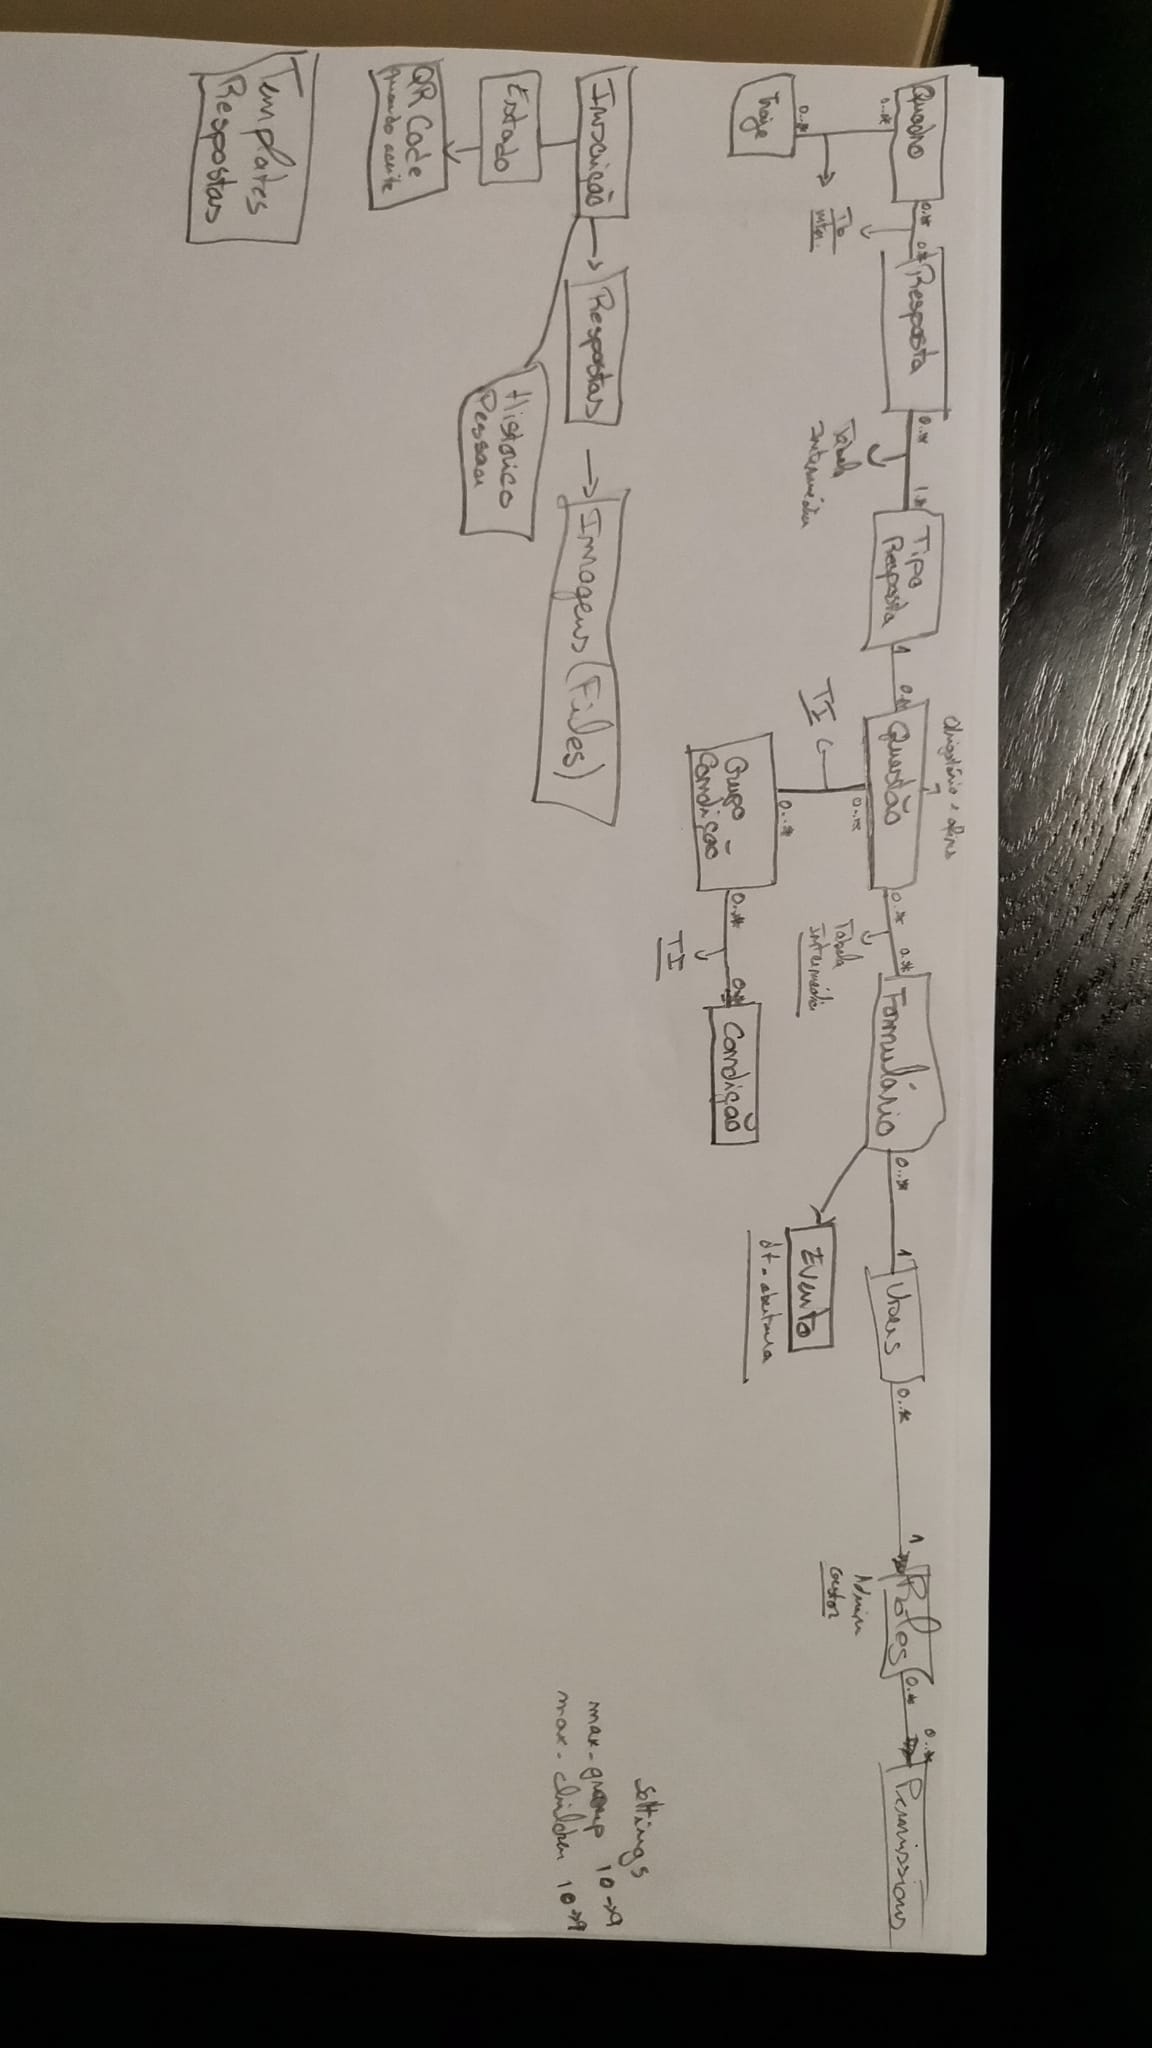 Quadro
0..*
0.*
Resposta
0..*
1.*
Tipo
Resposta
1
0.*
Obrigatório e afins
Questão
0..*
0..*
Formulário
0..*
1
Users
0..*
1
Roles
0..*
0..*
Permissions
0..*
Tb
inter.
Tabela
Intermédia
0..*
TI
Tabela
Intermédia
Admin
Gestor
0..*
Traje
0..*
Evento
dt-abertura
Grupo
Condição
0..*
0..*
Condição
TI
Settings
max-group 10->9
max-children 10->9
Inscrição
Respostas
Imagens (Files)
Estado
Histórico
QR Code
quando aceite
Templates
Respostas